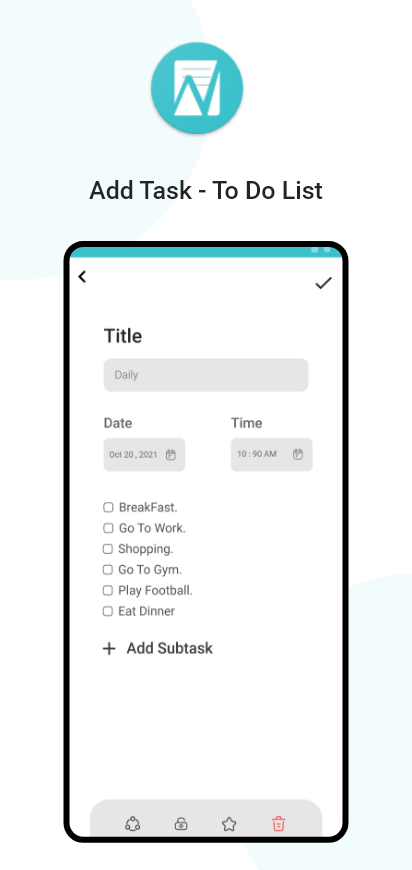 Add Task - To Do List
Title
Daily
Date Time
Oct 20 , 2021 10 : 90 AM
BreakFast.
Go To Work.
Shopping.
Go To Gym.
Play Football.
Eat Dinner
+ Add Subtask